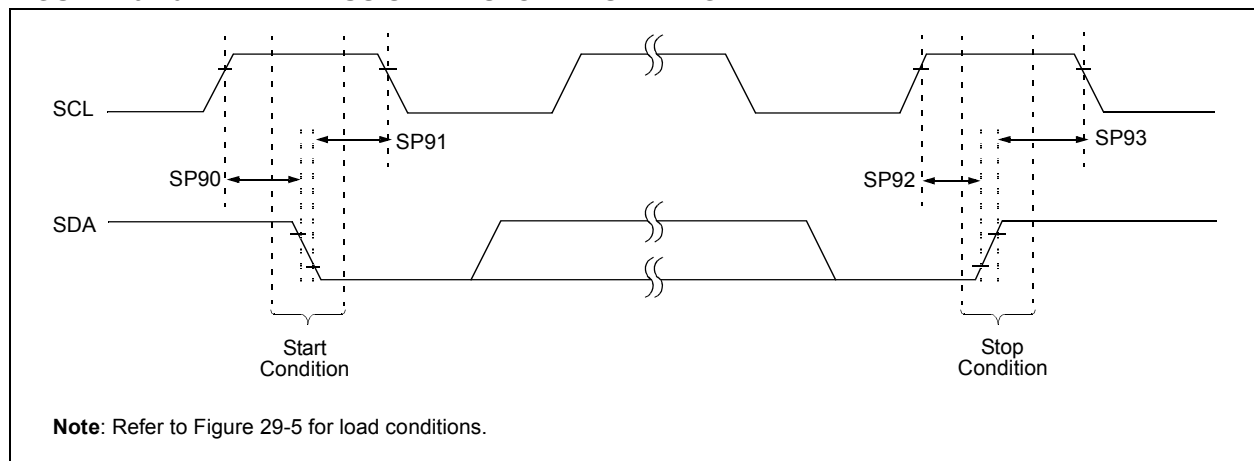 SCL
SP91
SP93
SP90
SP92
SDA
Start
Condition
Stop
Condition
Note: Refer to Figure 29-5 for load conditions.